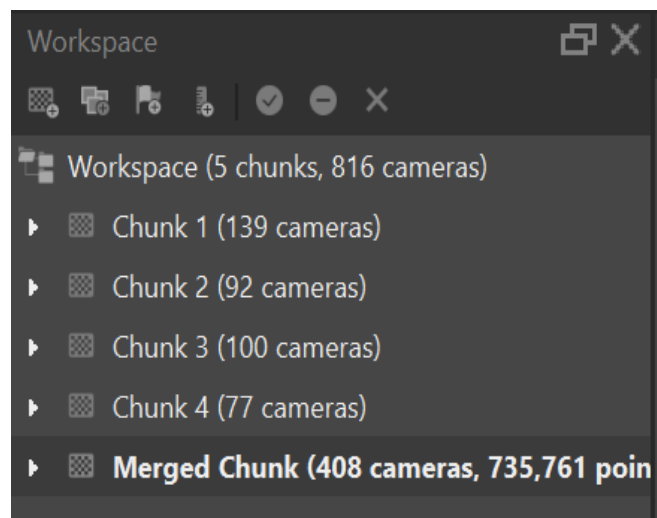 Workspace
Workspace (5 chunks, 816 cameras)
Chunk 1 (139 cameras)
Chunk 2 (92 cameras)
Chunk 3 (100 cameras)
Chunk 4 (77 cameras)
Merged Chunk (408 cameras, 735,761 poin